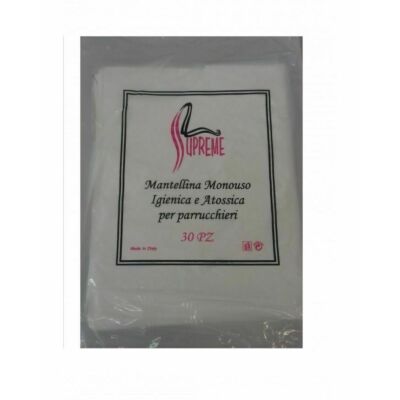 SUPREME
Mantellina Monouso
Igienica e Atossica
per parrucchieri
30 PZ
Made in Italy